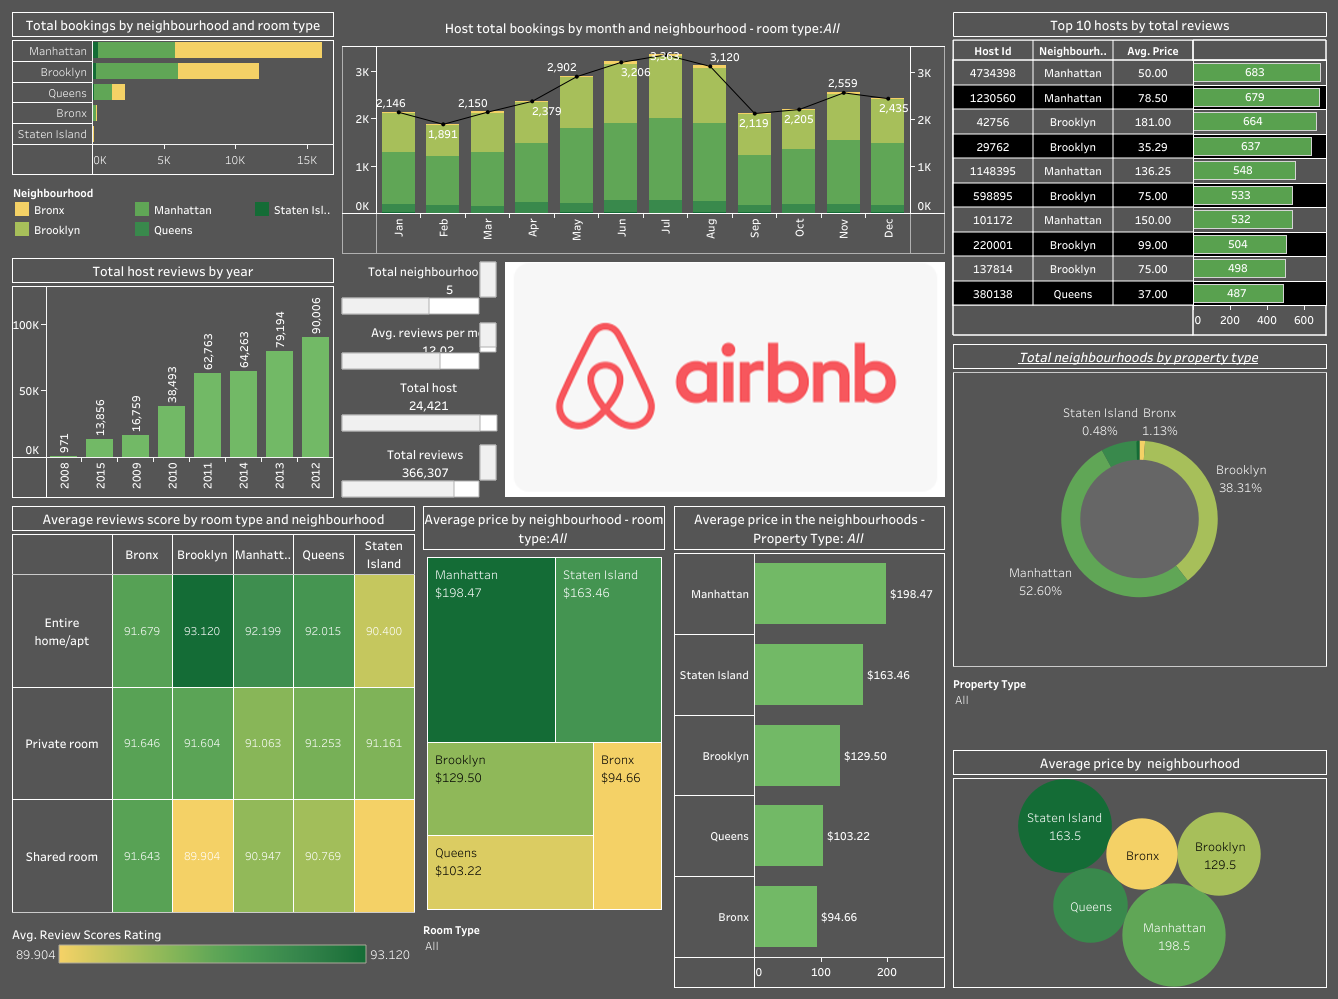 Total bookings by neighbourhood and room type
Manhattan
Brooklyn
Queens
Bronx
Staten Island
0K 5K 10K 15K
Neighbourhood
Bronx Manhattan Staten Isl..
Brooklyn Queens
Host total bookings by month and neighbourhood - room type:All
3K 2K 1K 0K
2,146 1,891 2,150 2,379 2,902 3,206 3,363 3,120 2,119 2,205 2,559 2,435
3K 2K 1K 0K
Jan Feb Mar Apr May Jun Jul Aug Sep Oct Nov Dec
Top 10 hosts by total reviews
Host Id Neighbourh.. Avg. Price
4734398 Manhattan 50.00 683
1230560 Manhattan 78.50 679
42756 Brooklyn 181.00 664
29762 Brooklyn 35.29 637
1148395 Manhattan 136.25 548
598895 Brooklyn 75.00 533
101172 Manhattan 150.00 532
220001 Brooklyn 99.00 504
137814 Brooklyn 75.00 498
380138 Queens 37.00 487
0 200 400 600
Total host reviews by year
100K 50K 0K
971 13,856 16,759 38,493 62,763 64,263 79,194 90,006
2008 2015 2009 2010 2011 2014 2013 2012
Total neighbourhoo
5
Avg. reviews per m
12.02
Total host
24,421
Total reviews
366,307
airbnb
Total neighbourhoods by property type
Staten Island Bronx
0.48% 1.13%
Brooklyn
38.31%
Manhattan
52.60%
Property Type
All
Average reviews score by room type and neighbourhood
Bronx Brooklyn Manhatt.. Queens Staten
Island
Entire
home/apt
91.679 93.120 92.199 92.015 90.400
Private room 91.646 91.604 91.063 91.253 91.161
Shared room 91.643 89.904 90.947 90.769
Avg. Review Scores Rating
89.904 93.120
Average price by neighbourhood - room
type:All
Manhattan
$198.47
Staten Island
$163.46
Brooklyn
$129.50
Bronx
$94.66
Queens
$103.22
Room Type
All
Average price in the neighbourhoods -
Property Type: All
Manhattan $198.47
Staten Island $163.46
Brooklyn $129.50
Queens $103.22
Bronx $94.66
0 100 200
Average price by neighbourhood
Staten Island
163.5
Bronx
Brooklyn
129.5
Queens
Manhattan
198.5